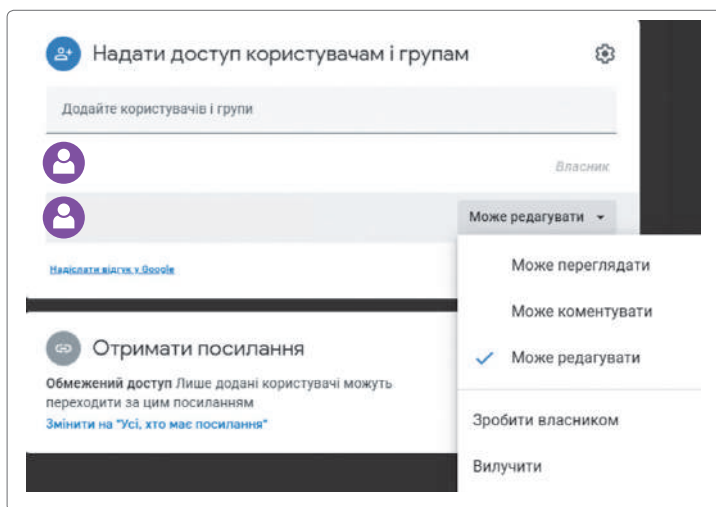 Надати доступ користувачам і групам
Додайте користувачів і групи
Власник
Може редагувати
Надіслати відгук у Google
Може переглядати
Може коментувати
Може редагувати
Зробити власником
Вилучити
Отримати посилання
Обмежений доступ Лише додані користувачі можуть
переходити за цим посиланням
Змінити на "Усі, хто має посилання"